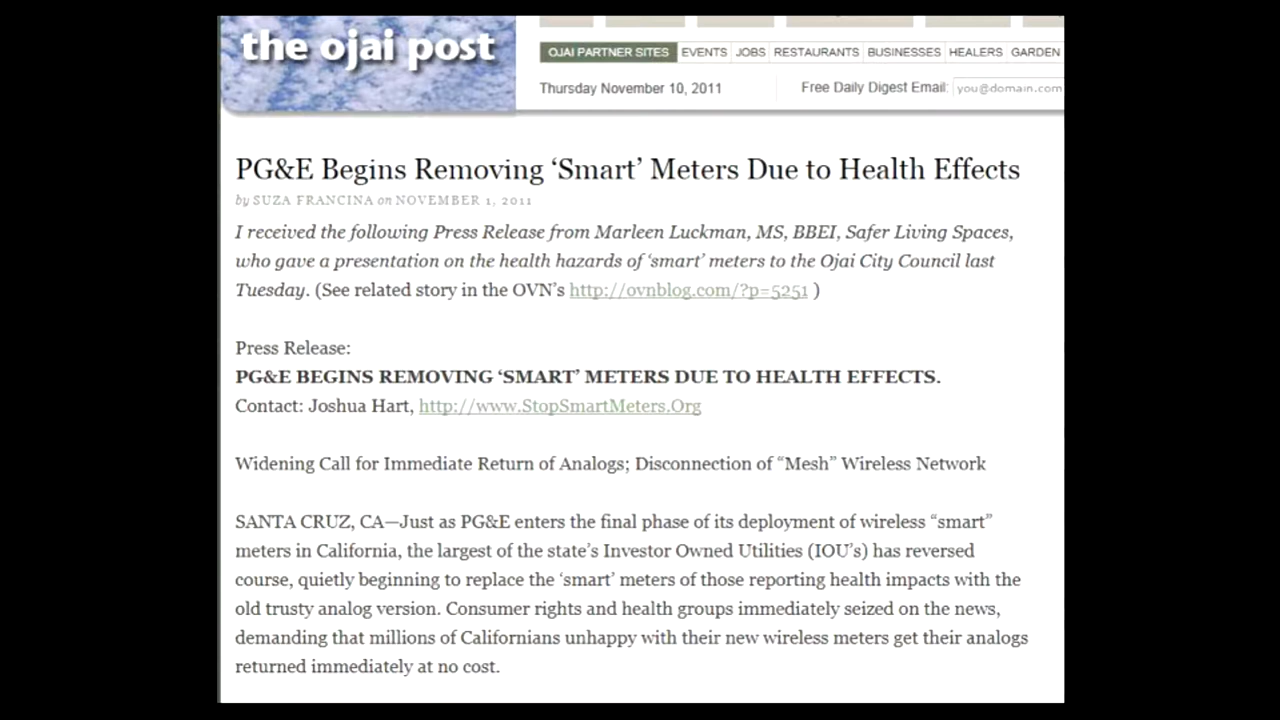 the ojai post
OJAI PARTNER SITES EVENTS JOBS RESTAURANTS BUSINESSES HEALERS GARDEN
Thursday November 10, 2011 Free Daily Digest Email: you@domain.com
PG&E Begins Removing ‘Smart’ Meters Due to Health Effects
by SUZA FRANCINA on NOVEMBER 1, 2011
I received the following Press Release from Marleen Luckman, MS, BBEI, Safer Living Spaces,
who gave a presentation on the health hazards of ‘smart’ meters to the Ojai City Council last
Tuesday. (See related story in the OVN’s http://ovnblog.com/?p=5251 )
Press Release:
PG&E BEGINS REMOVING ‘SMART’ METERS DUE TO HEALTH EFFECTS.
Contact: Joshua Hart, http://www.StopSmartMeters.Org
Widening Call for Immediate Return of Analogs; Disconnection of “Mesh” Wireless Network
SANTA CRUZ, CA—Just as PG&E enters the final phase of its deployment of wireless “smart”
meters in California, the largest of the state’s Investor Owned Utilities (IOU’s) has reversed
course, quietly beginning to replace the ‘smart’ meters of those reporting health impacts with the
old trusty analog version. Consumer rights and health groups immediately seized on the news,
demanding that millions of Californians unhappy with their new wireless meters get their analogs
returned immediately at no cost.